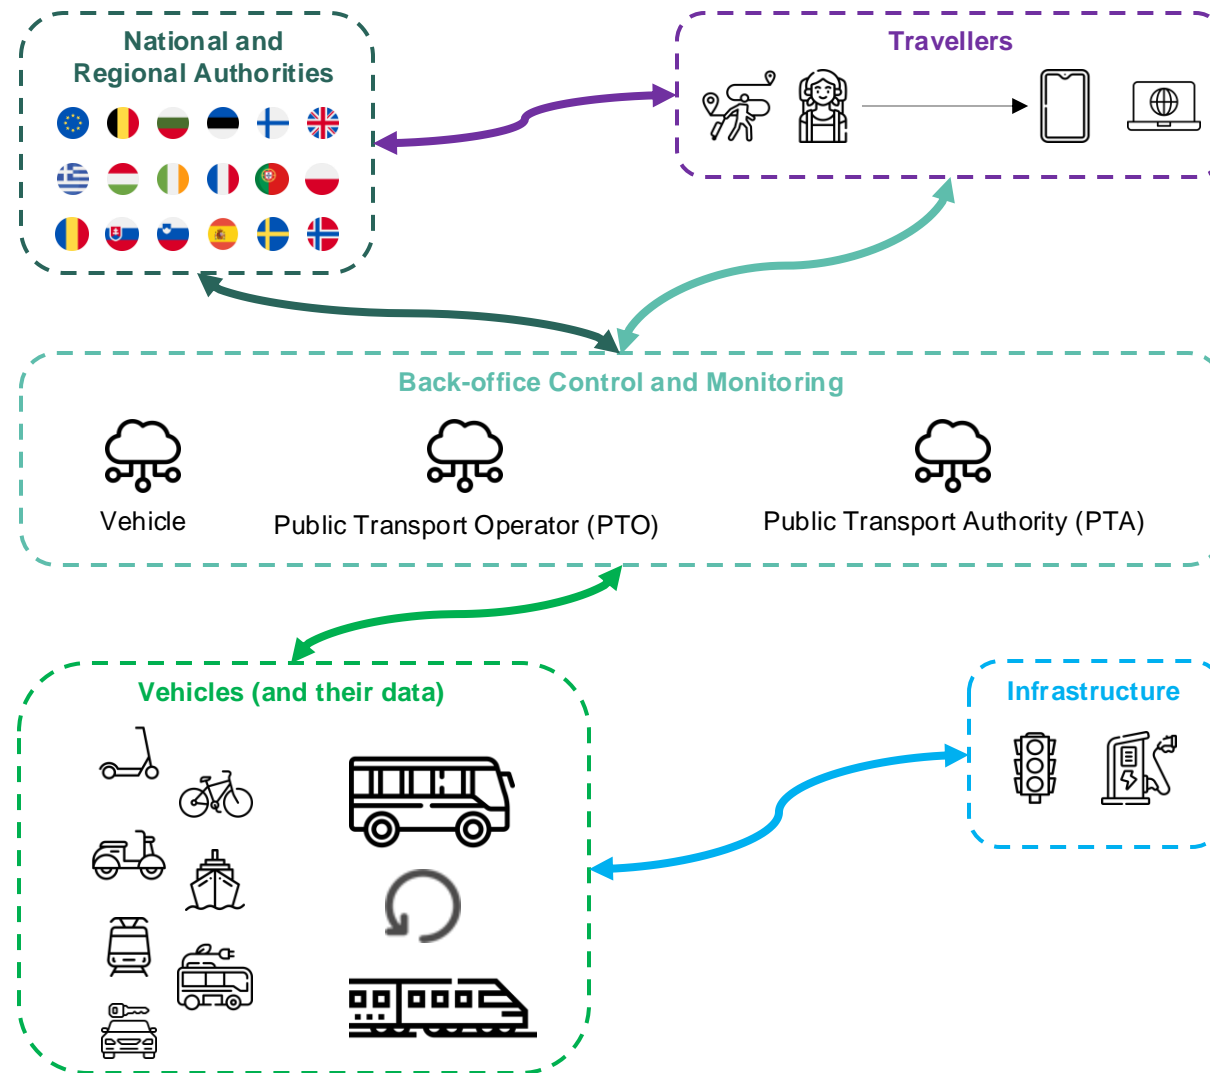 National and
Regional Authorities
Travellers
Back-office Control and Monitoring
Vehicle
Public Transport Operator (PTO)
Public Transport Authority (PTA)
Vehicles (and their data)
Infrastructure